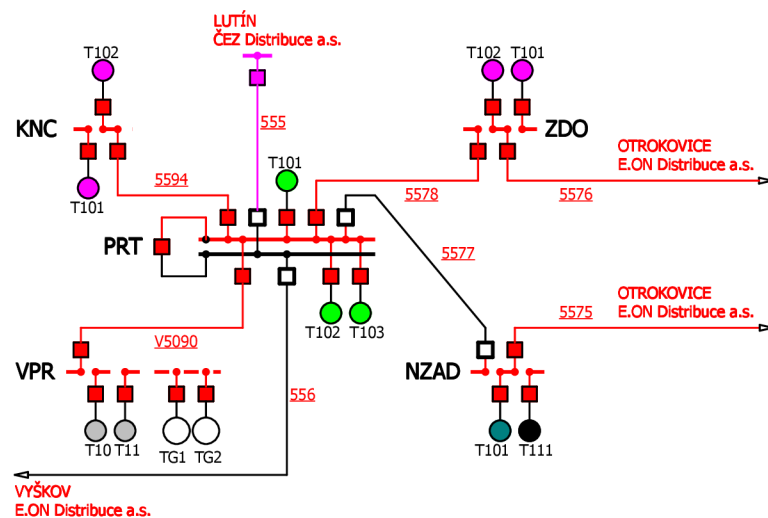 LUTÍN
ČEZ Distribuce a.s.
T102
T102
T101
KNC
ZDO
555
OTROKOVICE
E.ON Distribuce a.s.
T101
T101
5594
5578
5576
PRT
5577
OTROKOVICE
E.ON Distribuce a.s.
5575
T102
T103
V5090
VPR
NZAD
556
T10
T11
TG1
TG2
T101
T111
VYŠKOV
E.ON Distribuce a.s.